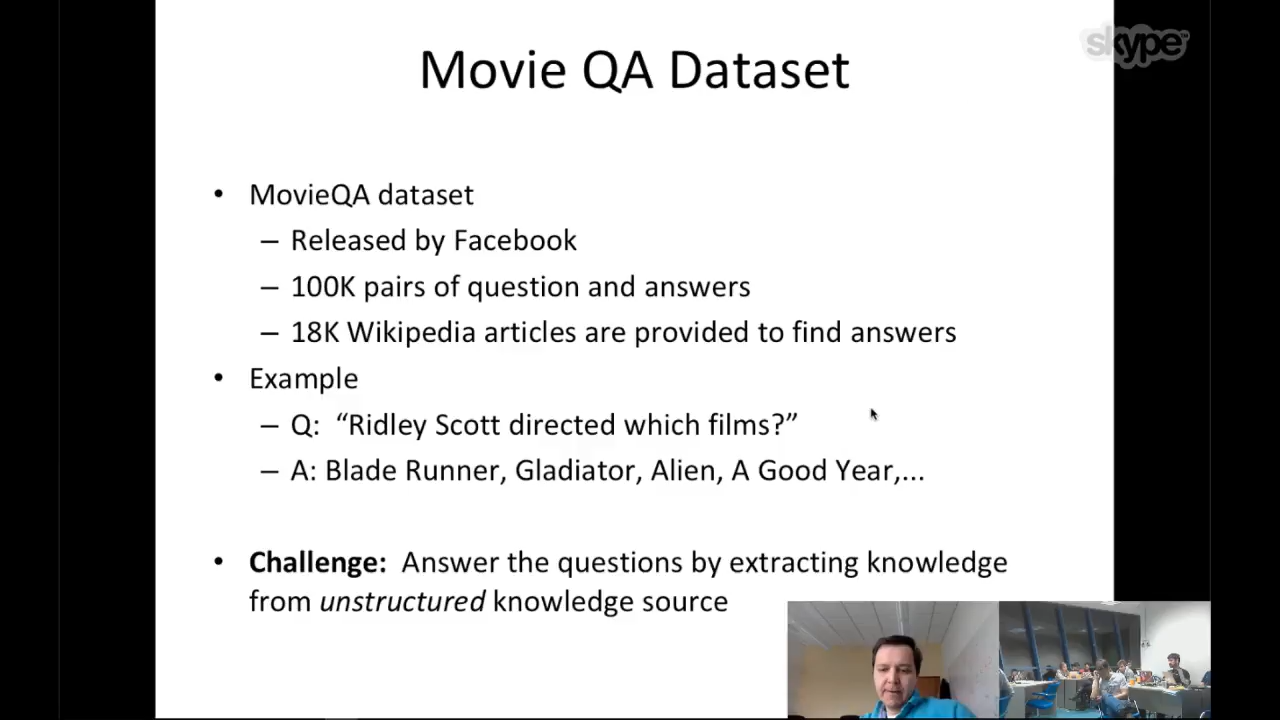 skype
Movie QA Dataset
• MovieQA dataset
– Released by Facebook
– 100K pairs of question and answers
– 18K Wikipedia articles are provided to find answers
• Example
– Q: “Ridley Scott directed which films?”
– A: Blade Runner, Gladiator, Alien, A Good Year,...
• Challenge: Answer the questions by extracting knowledge
from unstructured knowledge source